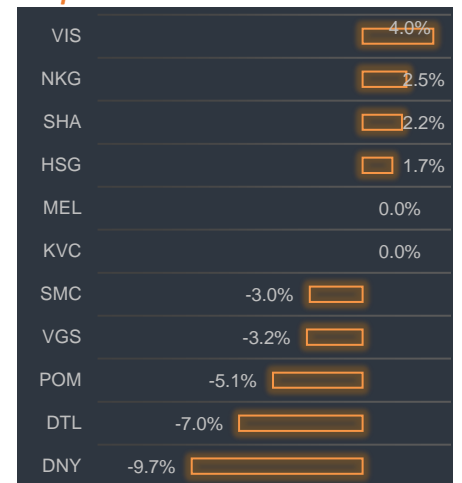 VIS 4.0%
NKG 2.5%
SHA 2.2%
HSG 1.7%
MEL 0.0%
KVC 0.0%
SMC -3.0%
VGS -3.2%
POM -5.1%
DTL -7.0%
DNY -9.7%